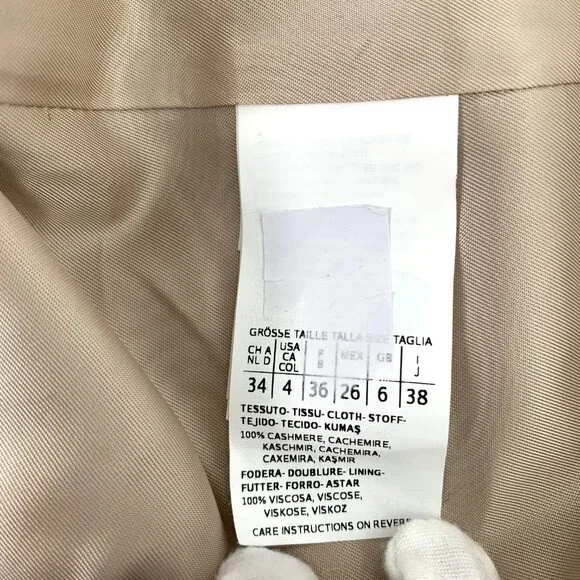 GRÖSSE TAILLE TALLA SIZE TAGLIA
CH A NL D USA CA COL F B MEX GB I J
34 4 36 26 6 38
TESSUTO- TISSU- CLOTH- STOFF-
TEJIDO- TECIDO- KUMAŞ
100% CASHMERE, CACHEMIRE,
KASCHMIR, CACHEMIRA,
CAXEMIRA, KAŞMIR
FODERA- DOUBLURE- LINING-
FUTTER- FORRO- ASTAR
100% VISCOSA, VISCOSE,
VISKOSE, VİSKOZ
CARE INSTRUCTIONS ON REVER